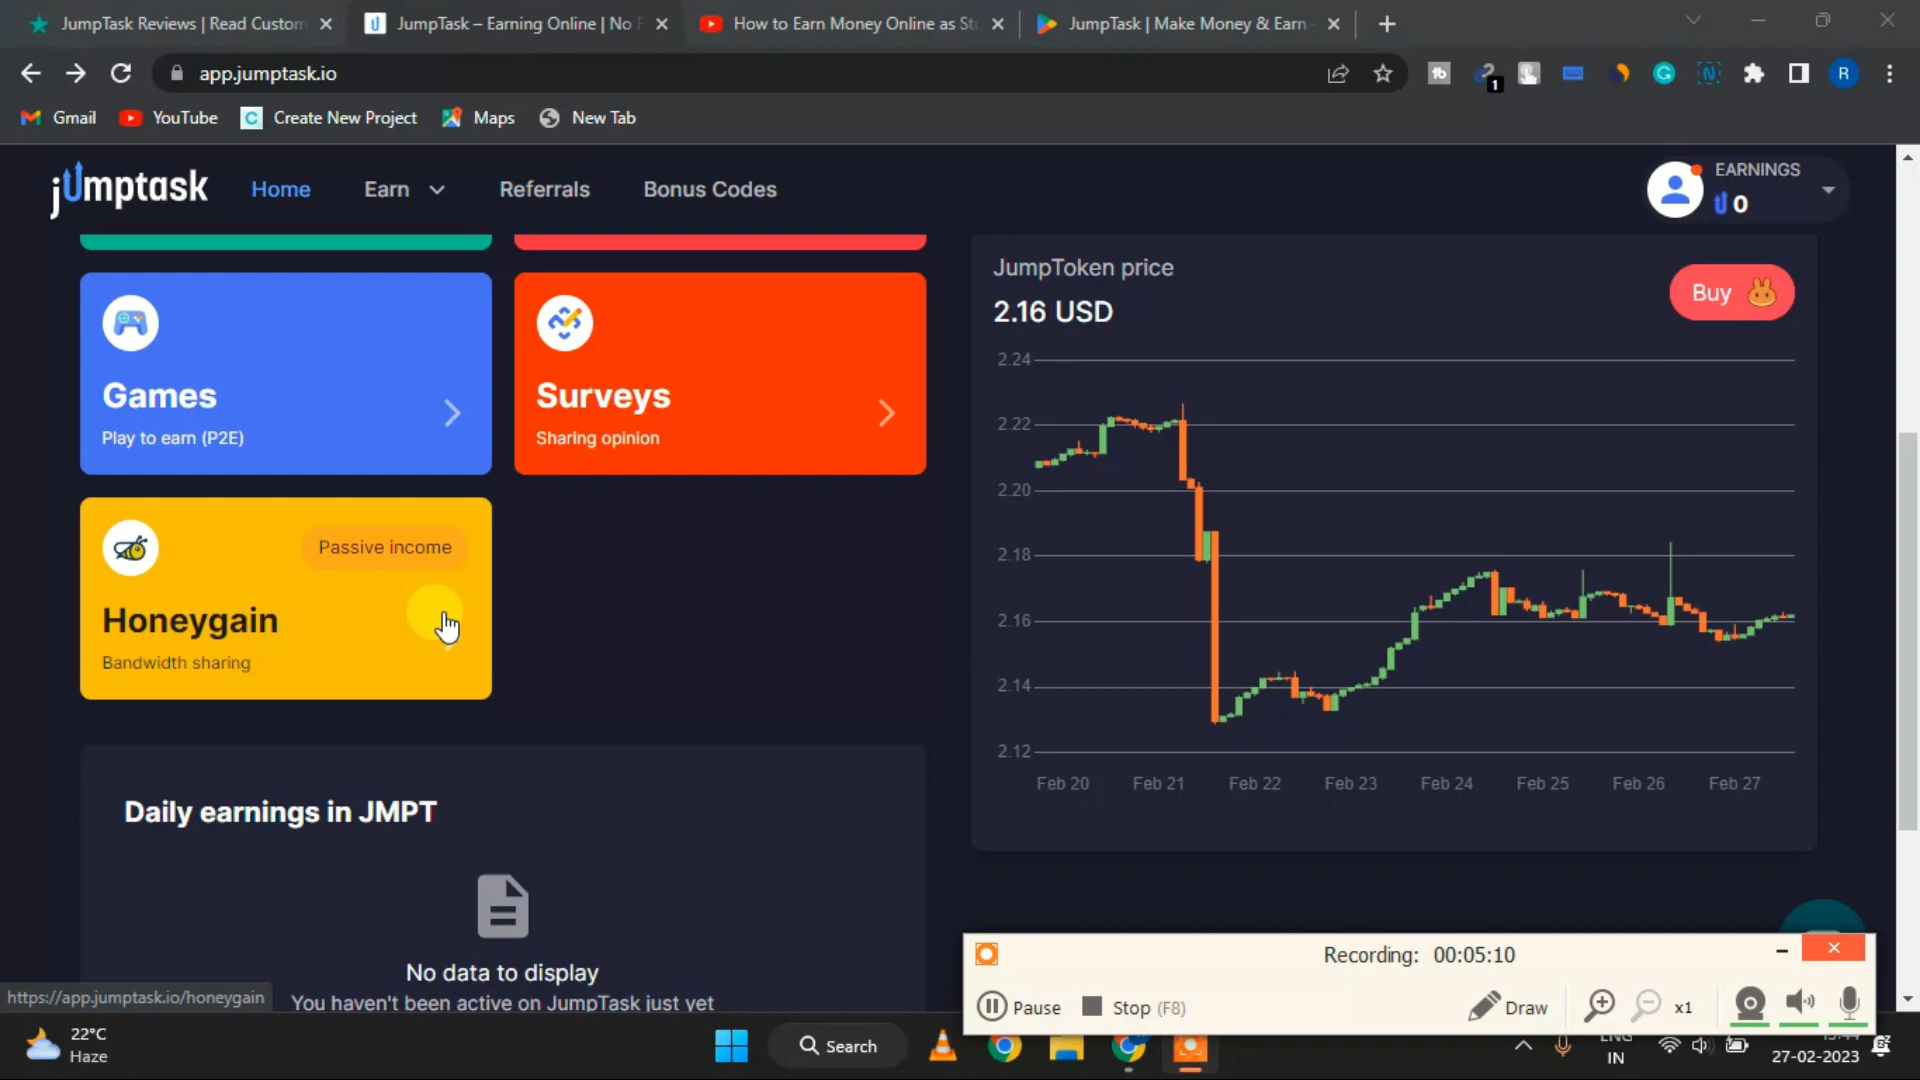 JumpTask Reviews | Read Custom
JumpTask – Earning Online | No F
How to Earn Money Online as Stu
JumpTask | Make Money & Earn
app.jumptask.io
1
R
Gmail
YouTube
Create New Project
Maps
New Tab
jumptask
Home
Earn
Referrals
Bonus Codes
EARNINGS
0
Games
Play to earn (P2E)
Surveys
Sharing opinion
Passive income
Honeygain
Bandwidth sharing
JumpToken price
2.16 USD
Buy
2.24
2.22
2.20
2.18
2.16
2.14
2.12
Feb 20 Feb 21 Feb 22 Feb 23 Feb 24 Feb 25 Feb 26 Feb 27
Daily earnings in JMPT
No data to display
You haven't been active on JumpTask just yet
https://app.jumptask.io/honeygain
Recording: 00:05:10
Pause
Stop (F8)
Draw
x1
22°C
Haze
Search
ENG
IN
27-02-2023